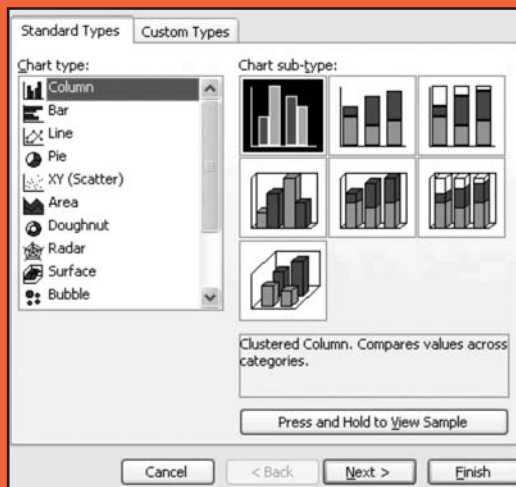 Standard Types
Custom Types
Chart type:
Column
Bar
Line
Pie
XY (Scatter)
Area
Doughnut
Radar
Surface
Bubble
Chart sub-type:
Clustered Column. Compares values across
categories.
Press and Hold to View Sample
Cancel
< Back
Next >
Finish